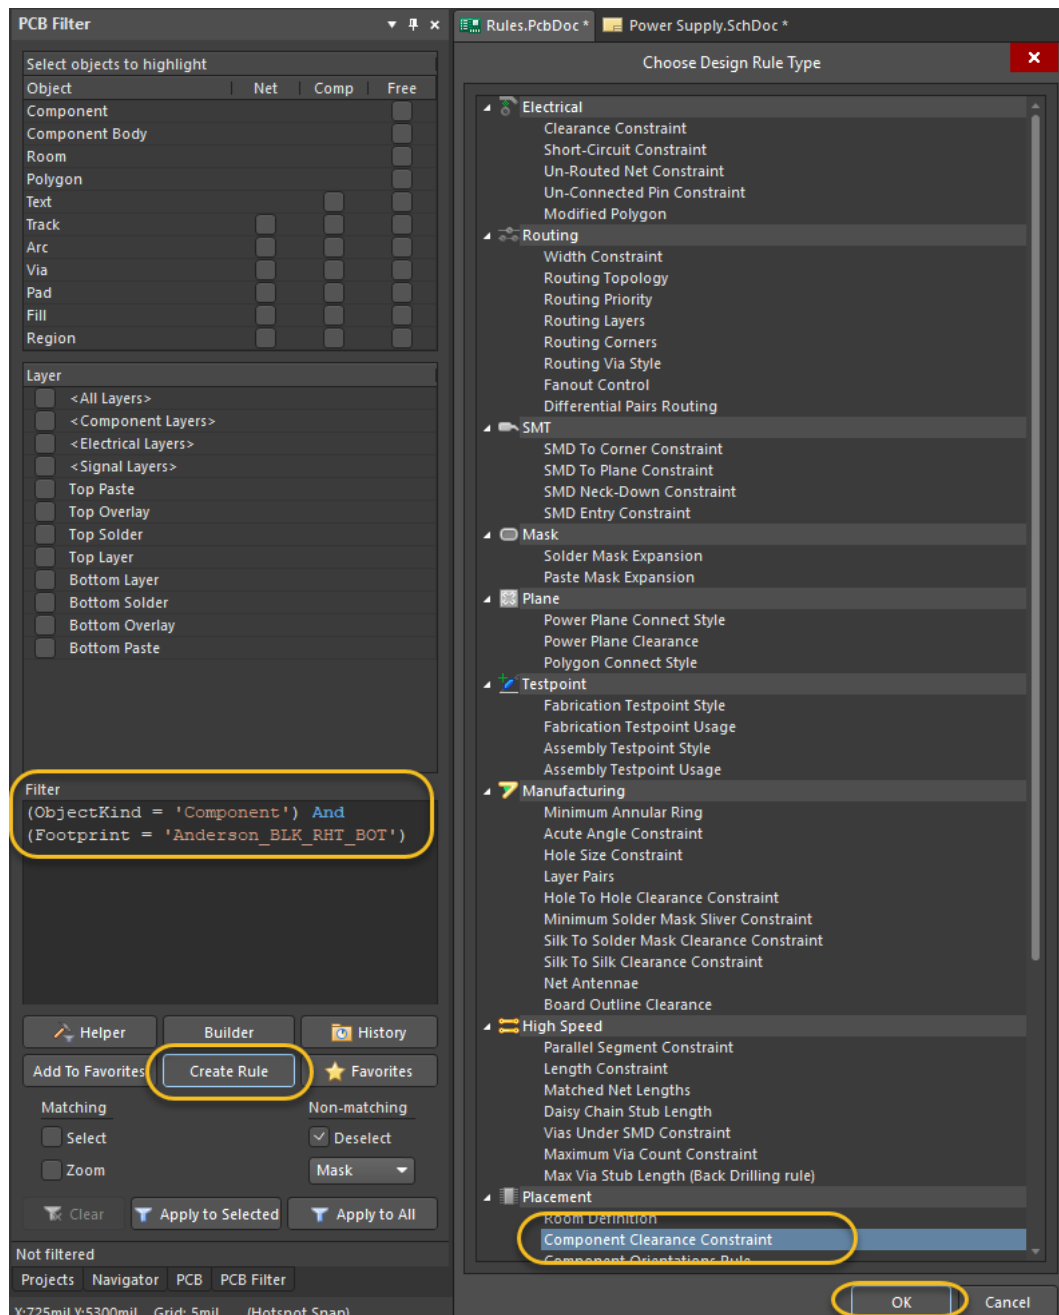 PCB Filter
Select objects to highlight
Object Net Comp Free
Component
Component Body
Room
Polygon
Text
Track
Arc
Via
Pad
Fill
Region
Layer
<All Layers>
<Component Layers>
<Electrical Layers>
<Signal Layers>
Top Paste
Top Overlay
Top Solder
Top Layer
Bottom Layer
Bottom Solder
Bottom Overlay
Bottom Paste
Filter
(ObjectKind = 'Component') And
(Footprint = 'Anderson_BLK_RHT_BOT')
Helper Builder History
Add To Favorites Create Rule Favorites
Matching Non-matching
Select Deselect
Zoom Mask
Clear Apply to Selected Apply to All
Not filtered
Projects Navigator PCB PCB Filter
X:725mil Y:5300mil Grid: 5mil (Hotspot Snap)
Rules.PcbDoc * Power Supply.SchDoc *
Choose Design Rule Type
Electrical
Clearance Constraint
Short-Circuit Constraint
Un-Routed Net Constraint
Un-Connected Pin Constraint
Modified Polygon
Routing
Width Constraint
Routing Topology
Routing Priority
Routing Layers
Routing Corners
Routing Via Style
Fanout Control
Differential Pairs Routing
SMT
SMD To Corner Constraint
SMD To Plane Constraint
SMD Neck-Down Constraint
SMD Entry Constraint
Mask
Solder Mask Expansion
Paste Mask Expansion
Plane
Power Plane Connect Style
Power Plane Clearance
Polygon Connect Style
Testpoint
Fabrication Testpoint Style
Fabrication Testpoint Usage
Assembly Testpoint Style
Assembly Testpoint Usage
Manufacturing
Minimum Annular Ring
Acute Angle Constraint
Hole Size Constraint
Layer Pairs
Hole To Hole Clearance Constraint
Minimum Solder Mask Sliver Constraint
Silk To Solder Mask Clearance Constraint
Silk To Silk Clearance Constraint
Net Antennae
Board Outline Clearance
High Speed
Parallel Segment Constraint
Length Constraint
Matched Net Lengths
Daisy Chain Stub Length
Vias Under SMD Constraint
Maximum Via Count Constraint
Max Via Stub Length (Back Drilling rule)
Placement
Room Definition
Component Clearance Constraint
Component Orientations Rule
OK Cancel